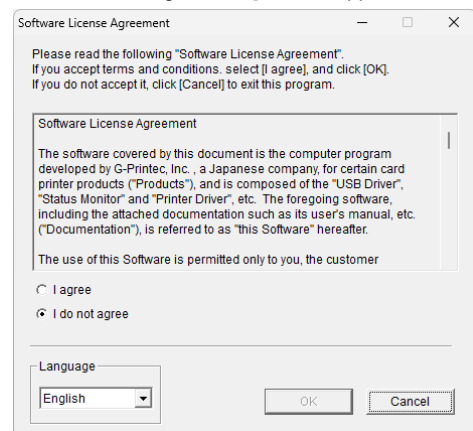 Software License Agreement
Please read the following "Software License Agreement".
If you accept terms and conditions. select [I agree], and click [OK].
If you do not accept it, click [Cancel] to exit this program.
Software License Agreement
The software covered by this document is the computer program
developed by G-Printec, Inc. , a Japanese company, for certain card
printer products ("Products"), and is composed of the "USB Driver",
"Status Monitor" and "Printer Driver", etc. The foregoing software,
including the attached documentation such as its user's manual, etc.
("Documentation"), is referred to as "this Software" hereafter.
The use of this Software is permitted only to you, the customer
I agree
I do not agree
Language
English
OK
Cancel